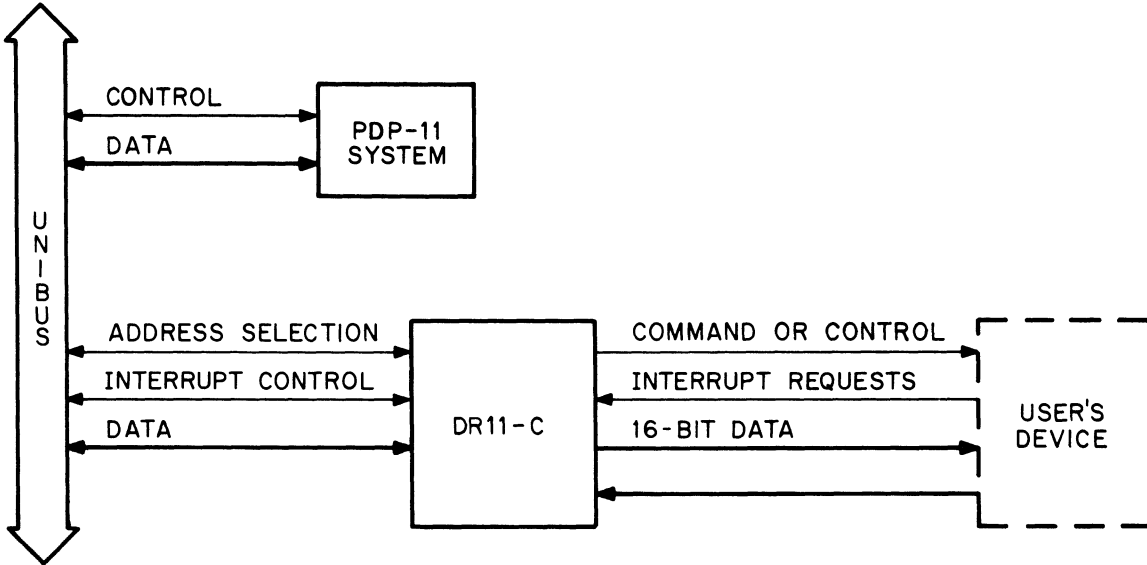 UNIBUS
CONTROL
DATA
PDP-11
SYSTEM
ADDRESS SELECTION
INTERRUPT CONTROL
DATA
DR11-C
COMMAND OR CONTROL
INTERRUPT REQUESTS
16-BIT DATA
USER'S
DEVICE